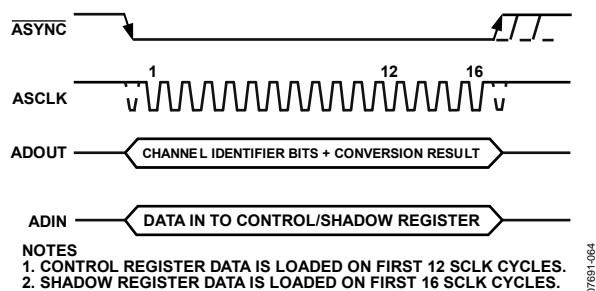 ASYNC
1 12 16
ASCLK
ADOUT CHANNEL IDENTIFIER BITS + CONVERSION RESULT
ADIN DATA IN TO CONTROL/SHADOW REGISTER
NOTES
1. CONTROL REGISTER DATA IS LOADED ON FIRST 12 SCLK CYCLES.
2. SHADOW REGISTER DATA IS LOADED ON FIRST 16 SCLK CYCLES.
07691-064